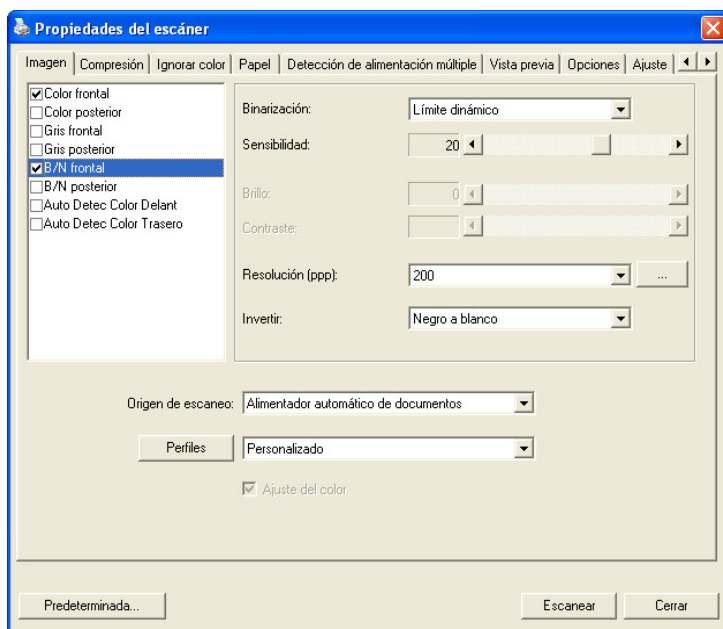 Propiedades del escáner
Imagen Compresión Ignorar color Papel Detección de alimentación múltiple Vista previa Opciones Ajuste
Color frontal
Color posterior
Gris frontal
Gris posterior
B/N frontal
B/N posterior
Auto Detec Color Delant
Auto Detec Color Trasero
Binarización: Límite dinámico
Sensibilidad: 20
Brillo: 0
Contraste:
Resolución (ppp): 200 ...
Invertir: Negro a blanco
Origen de escaneo: Alimentador automático de documentos
Perfiles Personalizado
Ajuste del color
Predeterminada... Escanear Cerrar